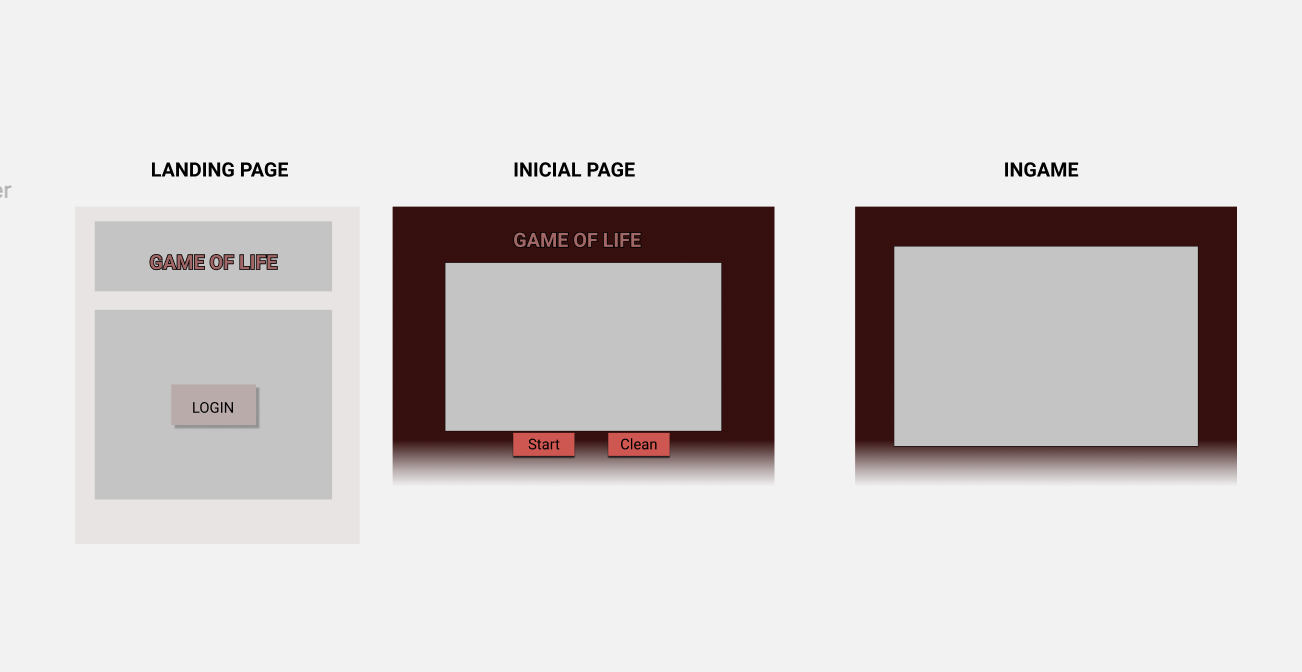 LANDING PAGE
INICIAL PAGE
INGAME
er
GAME OF LIFE
LOGIN
GAME OF LIFE
Start
Clean